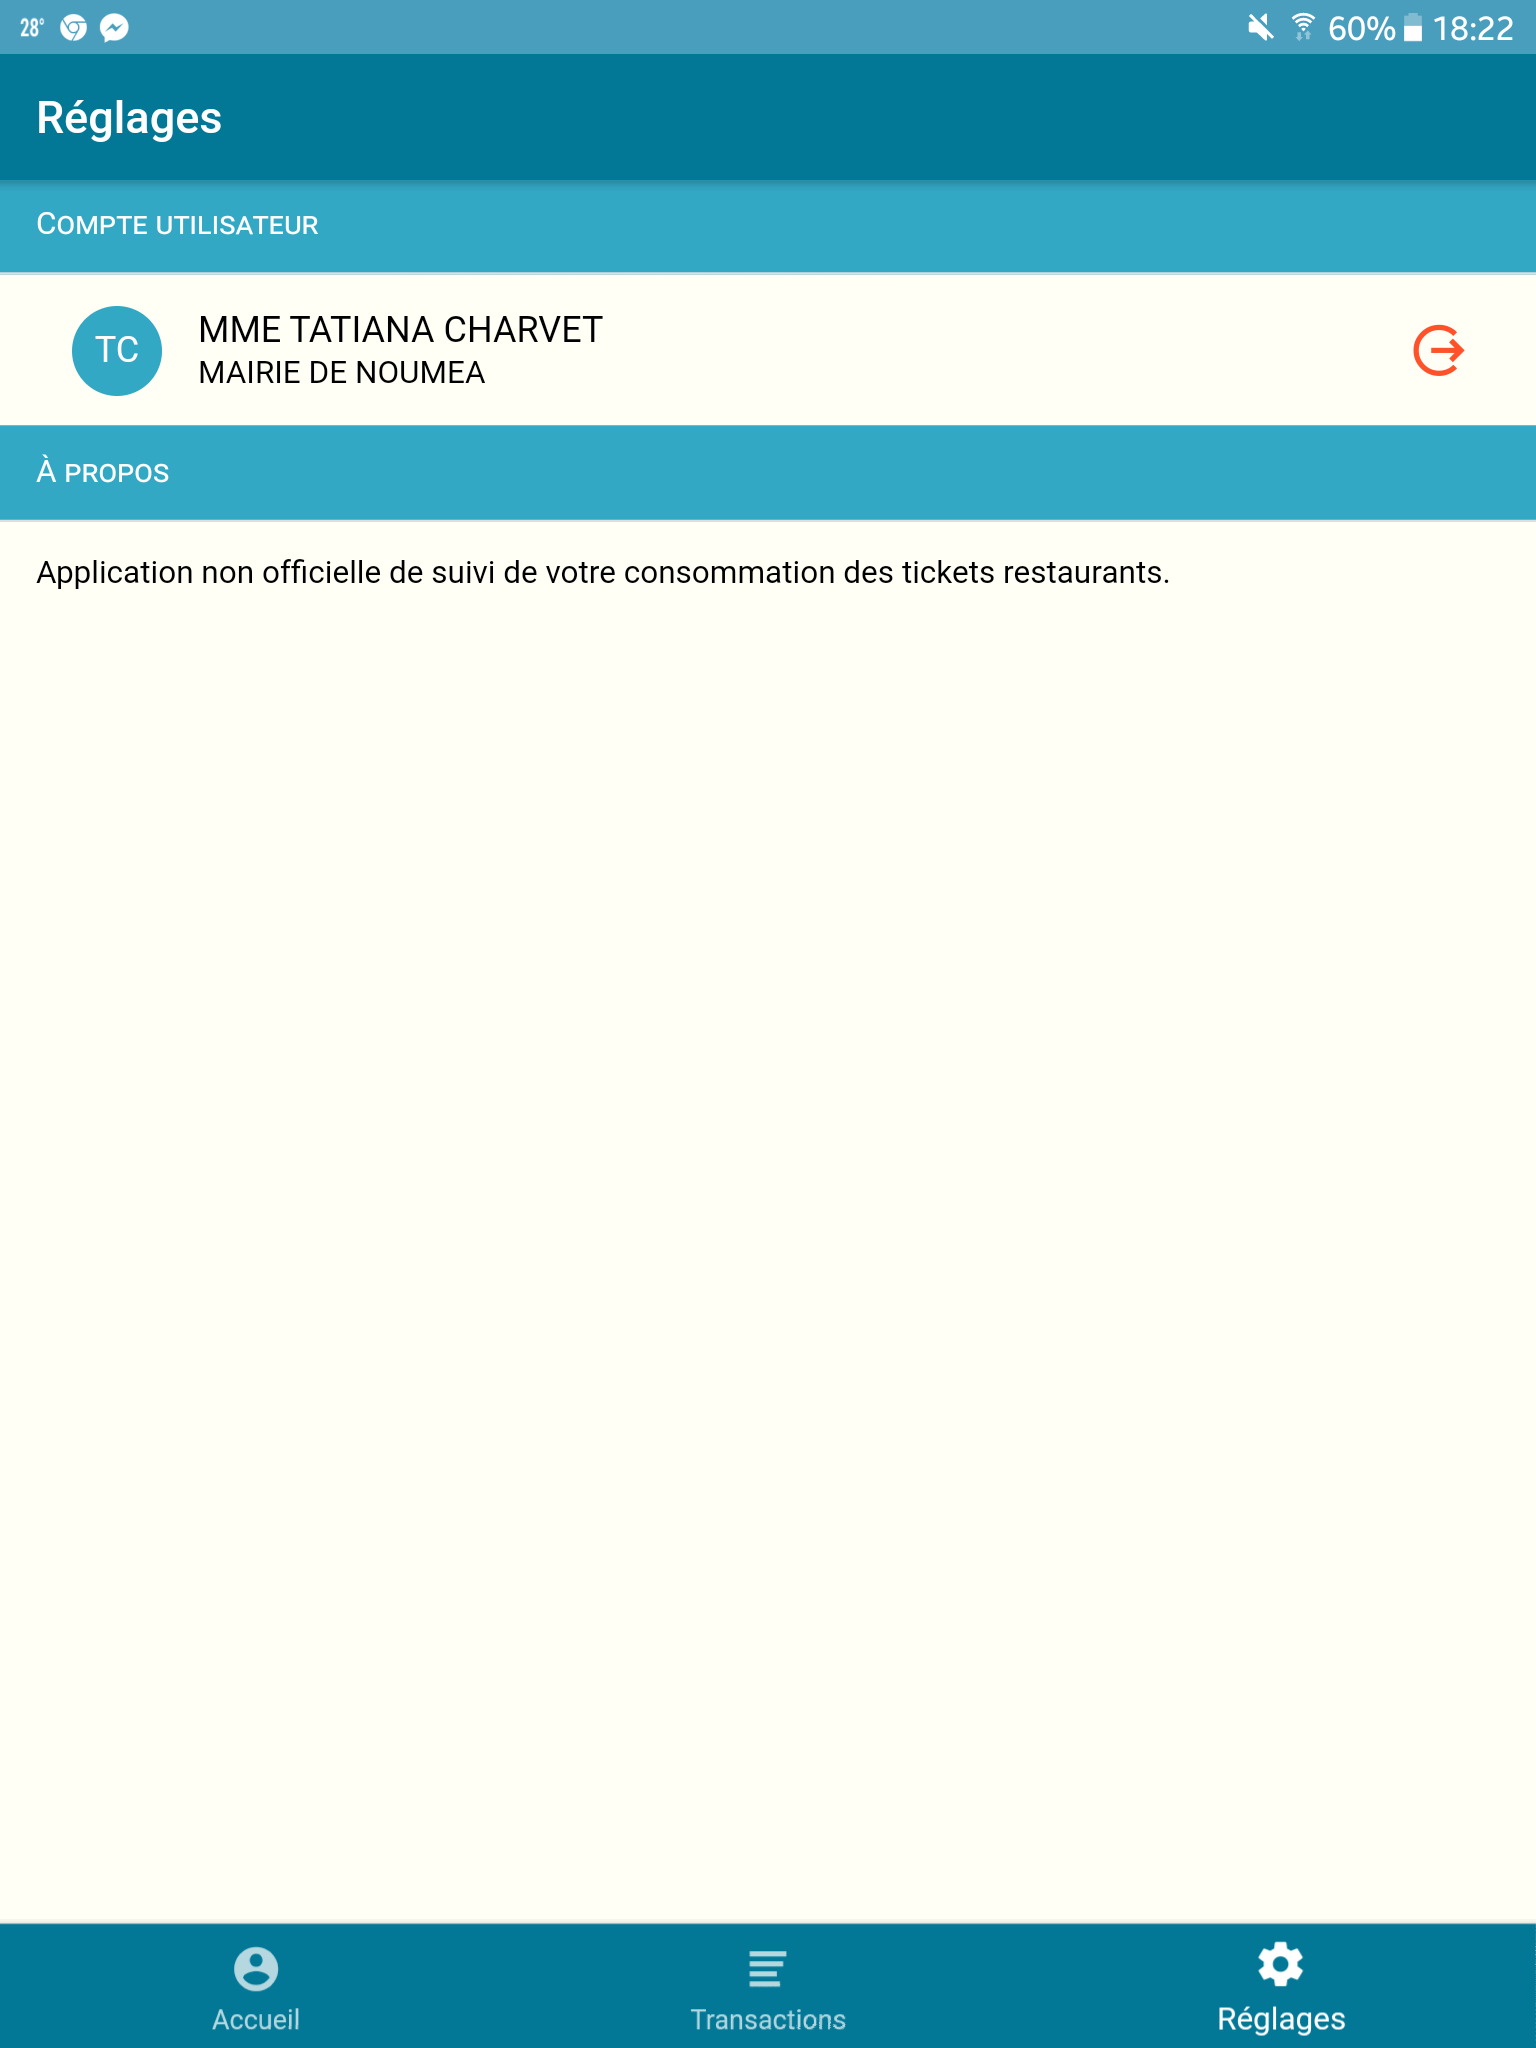 28°
60% 18:22
Réglages
COMPTE UTILISATEUR
TC
MME TATIANA CHARVET
MAIRIE DE NOUMEA
À PROPOS
Application non officielle de suivi de votre consommation des tickets restaurants.
Accueil
Transactions
Réglages